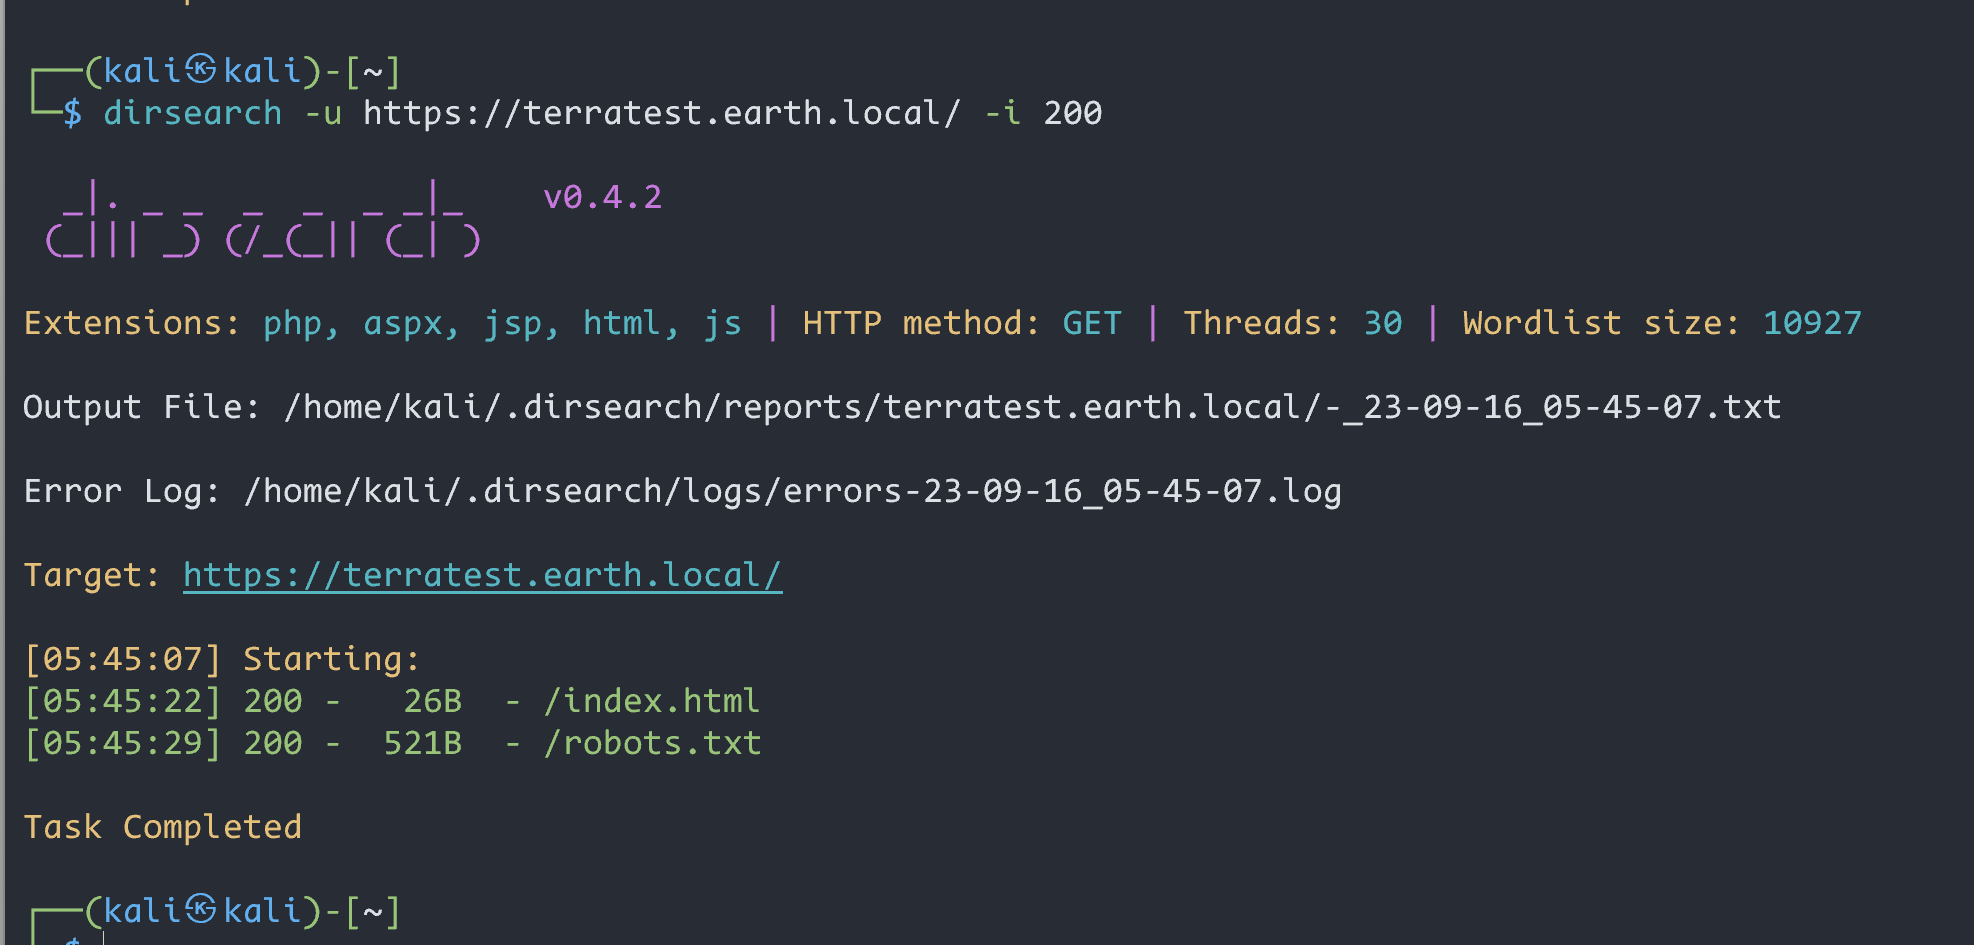 ┌──(kali㉿kali)-[~]
└─$ dirsearch -u https://terratest.earth.local/ -i 200
  _|. _ _  _  _  _ _|_    v0.4.2
 (_||| _) (/_(_|| (_| )
Extensions: php, aspx, jsp, html, js | HTTP method: GET | Threads: 30 | Wordlist size: 10927
Output File: /home/kali/.dirsearch/reports/terratest.earth.local/-_23-09-16_05-45-07.txt
Error Log: /home/kali/.dirsearch/logs/errors-23-09-16_05-45-07.log
Target: https://terratest.earth.local/
[05:45:07] Starting:
[05:45:22] 200 -   26B  - /index.html
[05:45:29] 200 -  521B  - /robots.txt
Task Completed
┌──(kali㉿kali)-[~]
$